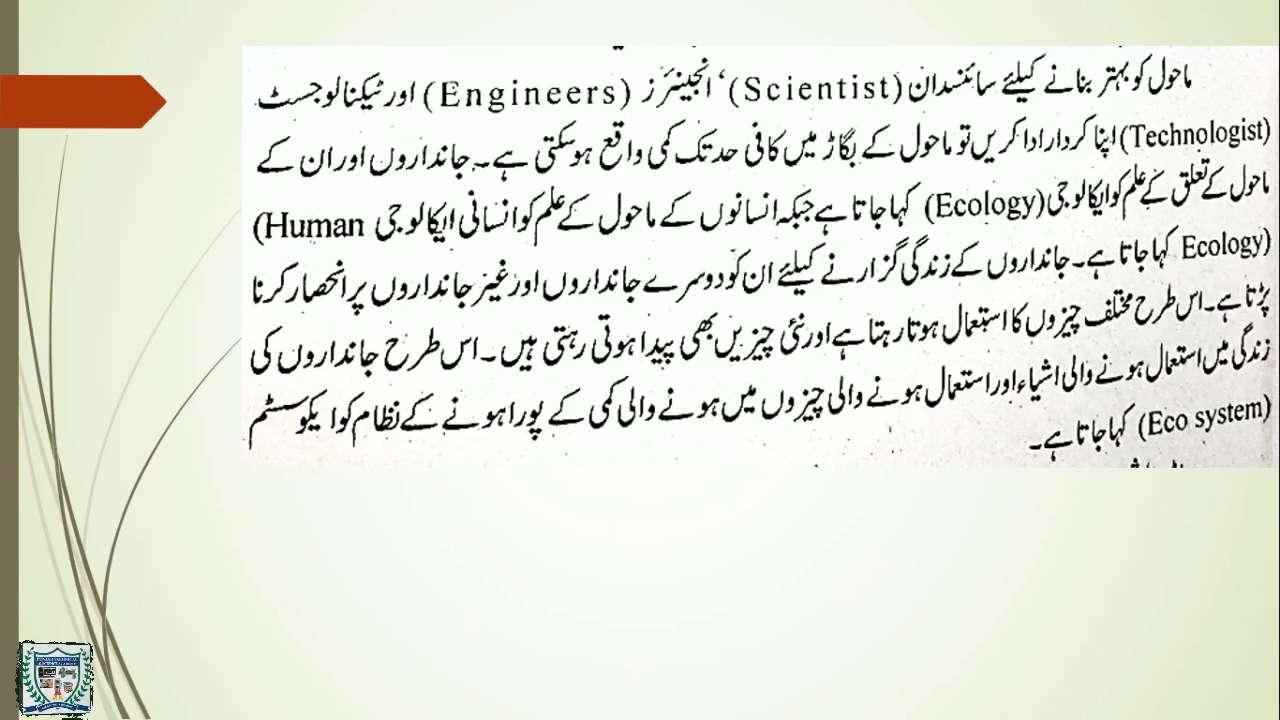 ماحول کو بہتر بنانے کیلئے سائنسدان (Scientist)‘ انجینئرز (Engineers) اور ٹیکنالوجسٹ
(Technologist) اپنا کردار ادا کریں تو ماحول کے بگاڑ میں کافی حد تک کمی واقع ہوسکتی ہے۔ جانداروں اور ان کے
ماحول کے تعلق کے علم کو ایکالوجی (Ecology) کہا جاتا ہے جبکہ انسانوں کے ماحول کے علم کو انسانی ایکالوجی (Human
Ecology) کہا جاتا ہے۔ جانداروں کے زندگی گزارنے کیلئے ان کو دوسرے جانداروں اور غیر جانداروں پر انحصار کرنا
پڑتا ہے۔ اس طرح مختلف چیزوں کا استعمال ہوتا رہتا ہے اور نئی چیزیں بھی پیدا ہوتی رہتی ہیں۔ اس طرح جانداروں کی
زندگی میں استعمال ہونے والی اشیاء اور استعمال ہونے والی چیزوں میں ہونے والی کمی کے پورا ہونے کے نظام کو ایکوسسٹم
(Eco system) کہا جاتا ہے۔